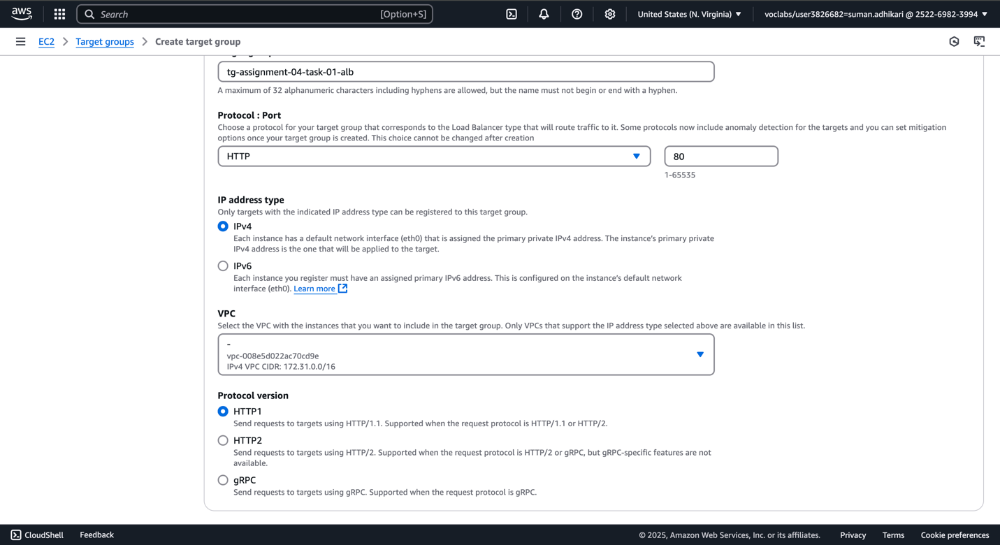 aws
Search
[Option+S]
United States (N. Virginia)
voclabs/user3826682=suman.adhikari @ 2522-6982-3994
EC2
Target groups
Create target group
tg-assignment-04-task-01-alb
A maximum of 32 alphanumeric characters including hyphens are allowed, but the name must not begin or end with a hyphen.
Protocol : Port
Choose a protocol for your target group that corresponds to the Load Balancer type that will route traffic to it. Some protocols now include anomaly detection for the targets and you can set mitigation
options once your target group is created. This choice cannot be changed after creation
HTTP
80
1-65535
IP address type
Only targets with the indicated IP address type can be registered to this target group.
IPv4
Each instance has a default network interface (eth0) that is assigned the primary private IPv4 address. The instance's primary private
IPv4 address is the one that will be applied to the target.
IPv6
Each instance you register must have an assigned primary IPv6 address. This is configured on the instance's default network
interface (eth0). Learn more
VPC
Select the VPC with the instances that you want to include in the target group. Only VPCs that support the IP address type selected above are available in this list.
-
vpc-008e5d022ac70cd9e
IPv4 VPC CIDR: 172.31.0.0/16
Protocol version
HTTP1
Send requests to targets using HTTP/1.1. Supported when the request protocol is HTTP/1.1 or HTTP/2.
HTTP2
Send requests to targets using HTTP/2. Supported when the request protocol is HTTP/2 or gRPC, but gRPC-specific features are not
available.
gRPC
Send requests to targets using gRPC. Supported when the request protocol is gRPC.
CloudShell
Feedback
© 2025, Amazon Web Services, Inc. or its affiliates.
Privacy
Terms
Cookie preferences